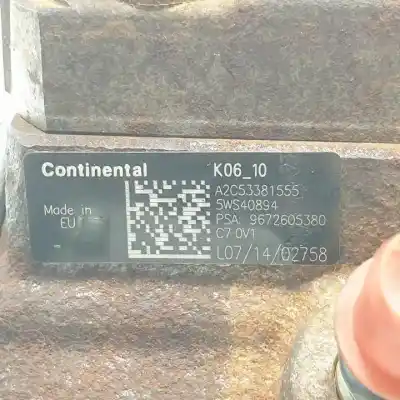 Continental K06_10
A2C53381555
5WS40894
Made in
EU
PSA 9672605380
C7 0V1
L07/14/02758